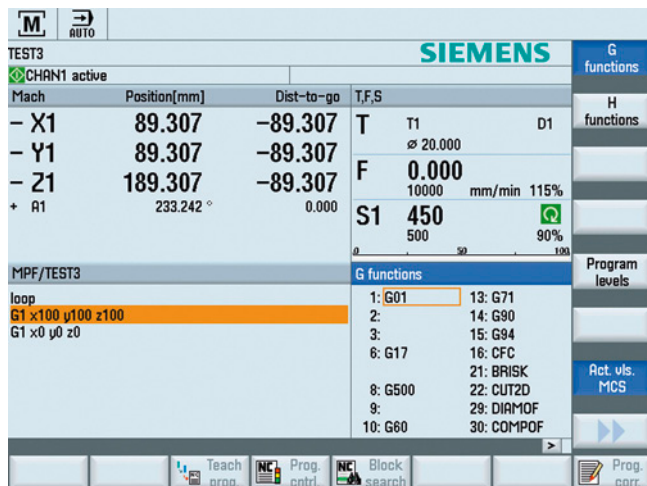 M
AUTO
TEST3
SIEMENS
CHAN1 active
Mach Position[mm] Dist-to-go
− X1 89.307 −89.307
− Y1 89.307 −89.307
− Z1 189.307 −89.307
+ A1 233.242 ° 0.000
T,F,S
T T1 D1
ø 20.000
F 0.000
10000 mm/min 115%
S1 450
500 90%
0 50 100
MPF/TEST3
loop
G1 x100 y100 z100
G1 x0 y0 z0
G functions
1: G01 13: G71
2: 14: G90
3: 15: G94
6: G17 16: CFC
21: BRISK
8: G500 22: CUT2D
9: 29: DIAMOF
10: G60 30: COMPOF
>
G
functions
H
functions
Program
levels
Act. vls.
MCS
Teach
prog.
NC Prog.
cntrl.
NC Block
search
Prog.
corr.